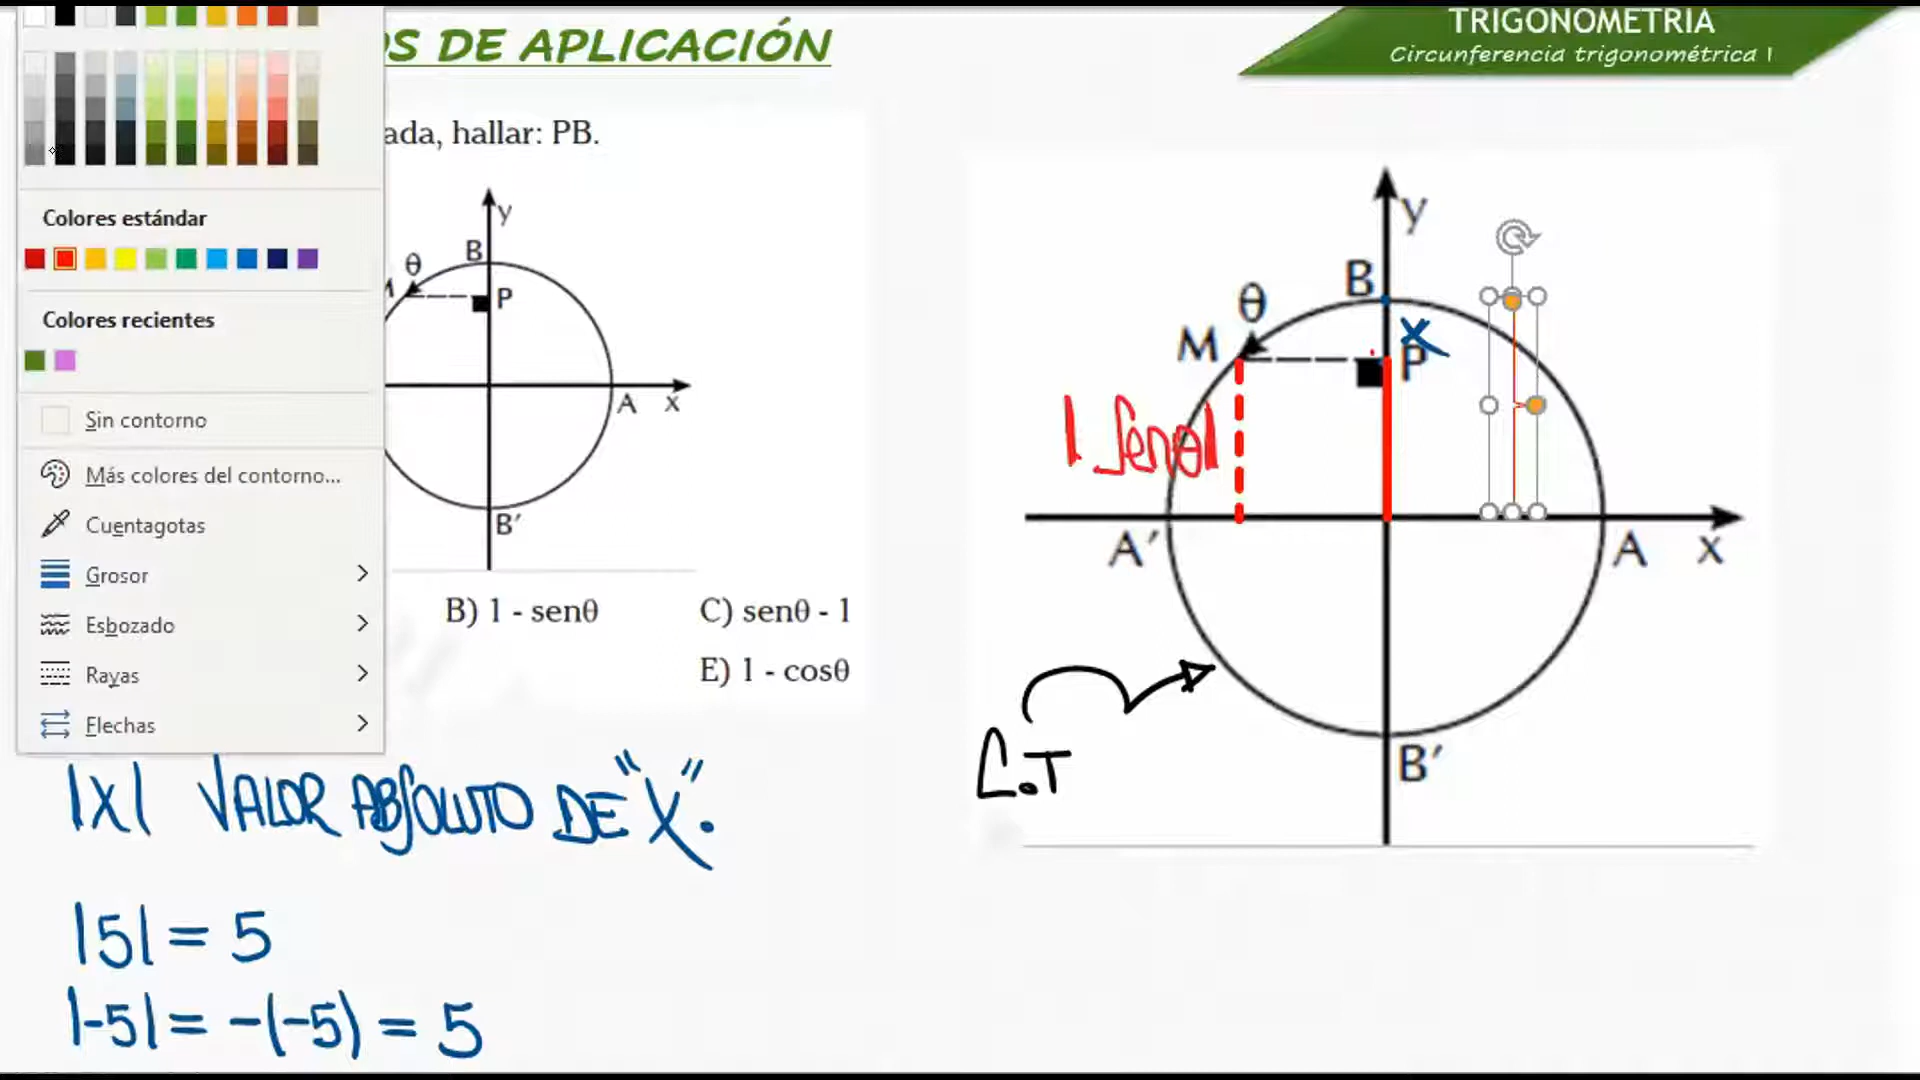 TRIGONOMETRIA
Circunferencia trigonométrica I
OS DE APLICACIÓN
ada, hallar: PB.
y
B
θ
P
A
x
B'
B) 1 - senθ
C) senθ - 1
E) 1 - cosθ
Colores estándar
Colores recientes
Sin contorno
Más colores del contorno...
Cuentagotas
Grosor
Esbozado
Rayas
Flechas
y
B
θ
x
M
P
| Senθ|
A'
A
x
B'
C.T
|x| VALOR ABSOLUTO DE "X".
|5| = 5
|-5| = -(-5) = 5